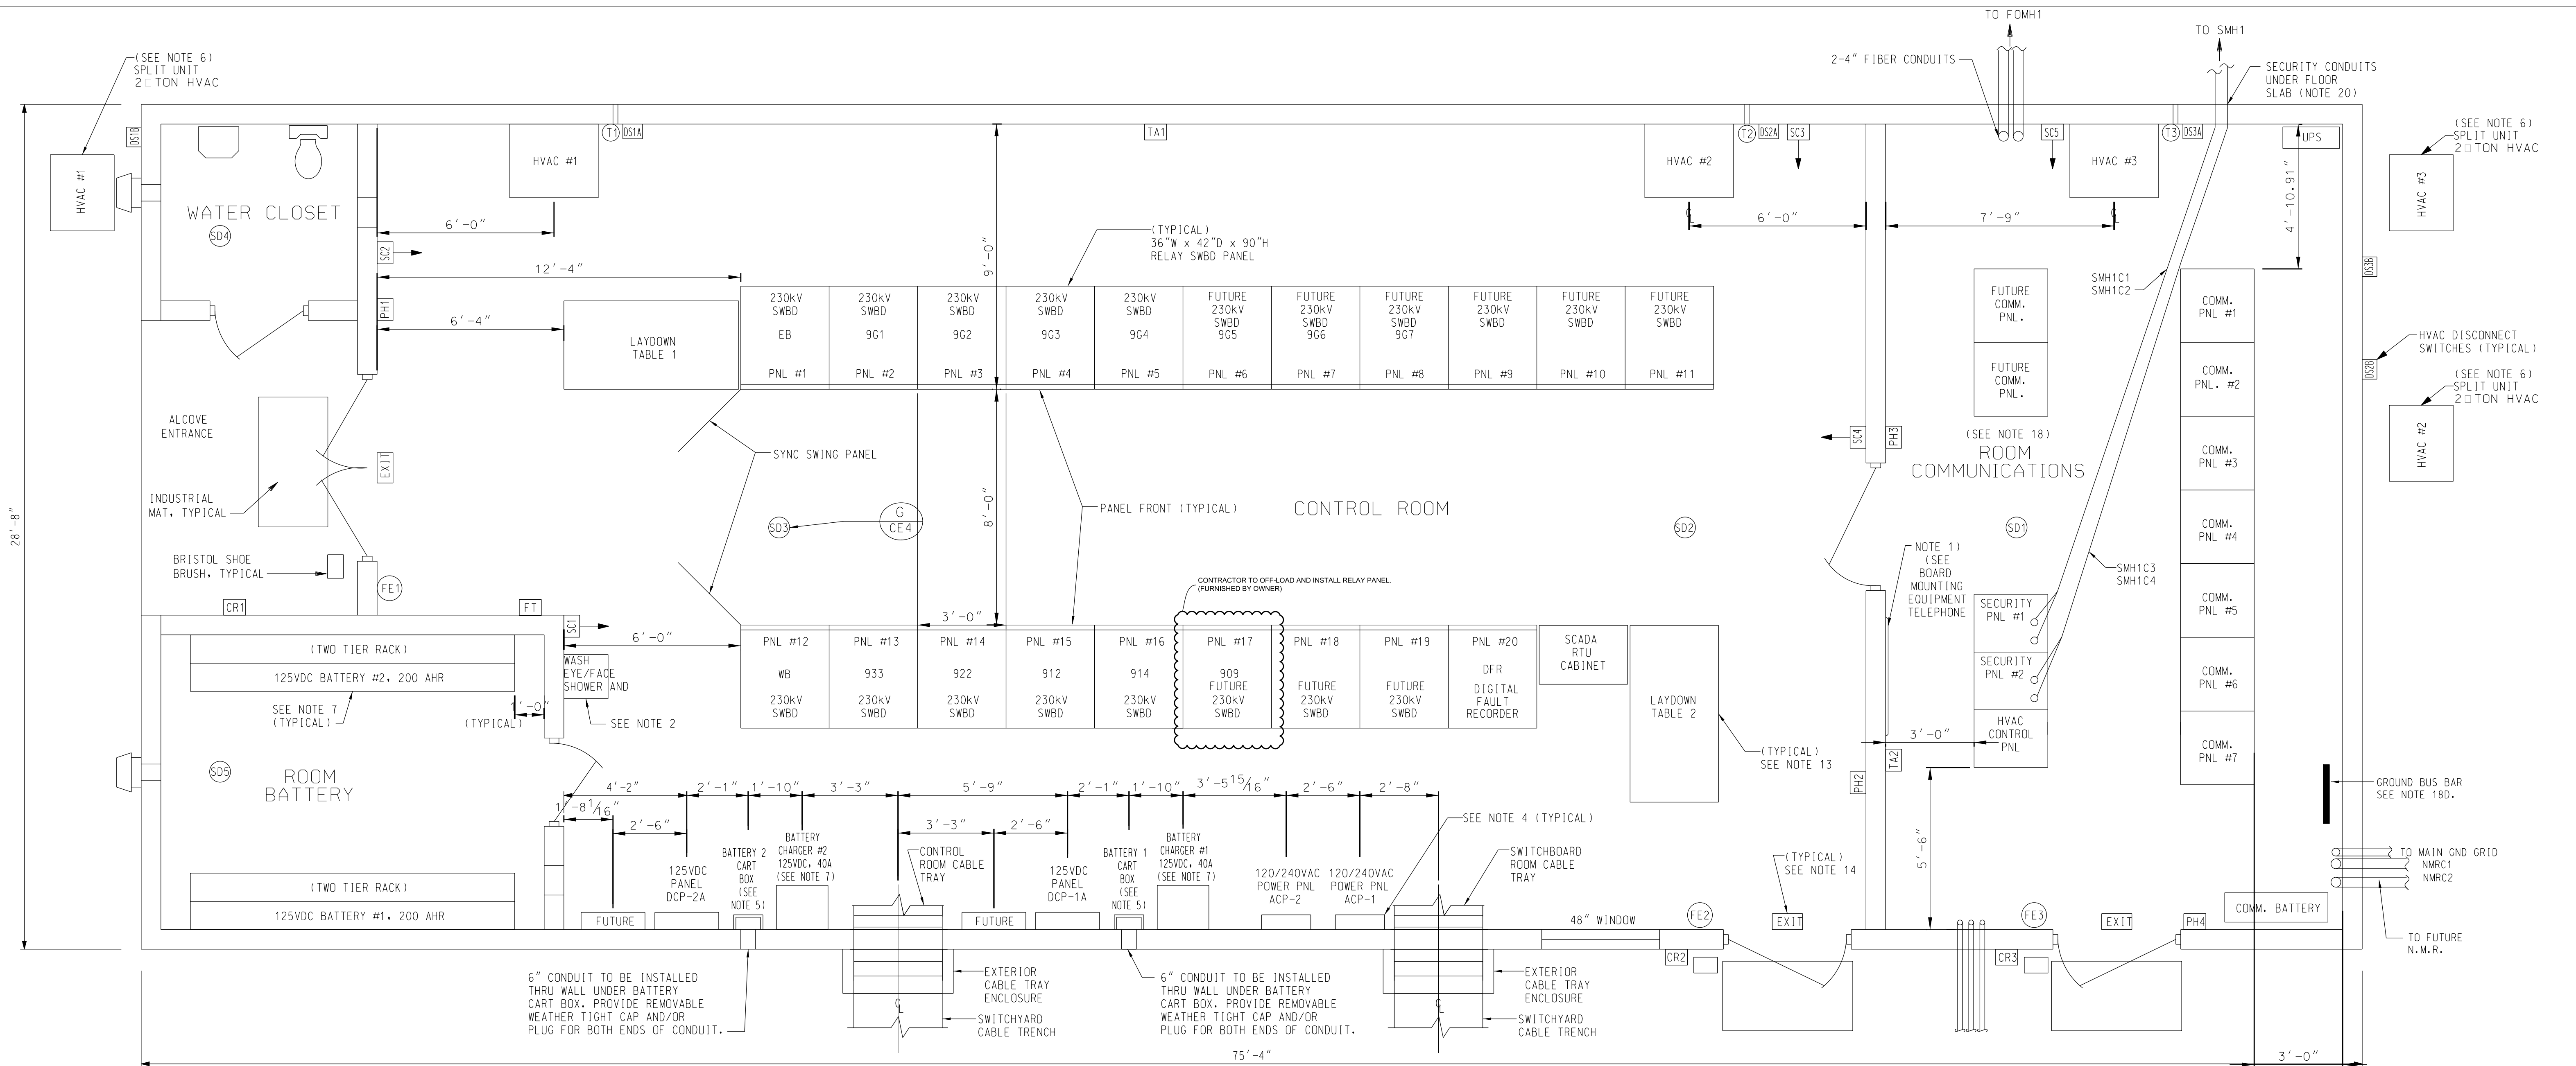 TO FOMH1
TO SMH1
(SEE NOTE 6)
SPLIT UNIT
2□TON HVAC
2-4" FIBER CONDUITS
SECURITY CONDUITS
UNDER FLOOR
SLAB (NOTE 20)
DS1B
HVAC #1
WATER CLOSET
SD4
HVAC #1
T1
DS1A
TA1
9'-0"
HVAC #2
T2
DS2A
SC3
SC5
HVAC #3
T3
DS3A
UPS
(SEE NOTE 6)
SPLIT UNIT
2□TON HVAC
HVAC #3
4'-10.91"
6'-0"
SC2
12'-4"
PH1
6'-4"
(TYPICAL)
36"W x 42"D x 90"H
RELAY SWBD PANEL
6'-0"
℄
7'-9"
℄
SMH1C1
SMH1C2
DS3B
HVAC DISCONNECT
SWITCHES (TYPICAL)
DS2B
(SEE NOTE 6)
SPLIT UNIT
2□TON HVAC
HVAC #2
LAYDOWN
TABLE 1
230kV
SWBD
EB
PNL #1
230kV
SWBD
9G1
PNL #2
230kV
SWBD
9G2
PNL #3
230kV
SWBD
9G3
PNL #4
230kV
SWBD
9G4
PNL #5
FUTURE
230kV
SWBD
9G5
PNL #6
FUTURE
230kV
SWBD
9G6
PNL #7
FUTURE
230kV
SWBD
9G7
PNL #8
FUTURE
230kV
SWBD
PNL #9
FUTURE
230kV
SWBD
PNL #10
FUTURE
230kV
SWBD
PNL #11
FUTURE
COMM.
PNL.
FUTURE
COMM.
PNL.
COMM.
PNL #1
COMM.
PNL. #2
COMM.
PNL #3
COMM.
PNL #4
COMM.
PNL #5
COMM.
PNL #6
COMM.
PNL #7
28'-8"
ALCOVE
ENTRANCE
INDUSTRIAL
MAT, TYPICAL
BRISTOL SHOE
BRUSH, TYPICAL
EXIT
FE1
CR1
FT
SYNC SWING PANEL
SD3
G
CE4
8'-0"
PANEL FRONT (TYPICAL)
CONTROL ROOM
SD2
SC4
PH3
(SEE NOTE 18)
ROOM
COMMUNICATIONS
SD1
SMH1C3
SMH1C4
NOTE 1)
(SEE
BOARD
MOUNTING
EQUIPMENT
TELEPHONE
CONTRACTOR TO OFF-LOAD AND INSTALL RELAY PANEL.
(FURNISHED BY OWNER)
SC1
6'-0"
3'-0"
WASH
EYE/FACE
SHOWER AND
SEE NOTE 2
PNL #12
WB
230kV
SWBD
PNL #13
933
230kV
SWBD
PNL #14
922
230kV
SWBD
PNL #15
912
230kV
SWBD
PNL #16
914
230kV
SWBD
PNL #17
909
FUTURE
230kV
SWBD
PNL #18
FUTURE
230kV
SWBD
PNL #19
FUTURE
230kV
SWBD
PNL #20
DFR
DIGITAL
FAULT
RECORDER
SCADA
RTU
CABINET
LAYDOWN
TABLE 2
(TYPICAL)
SEE NOTE 13
SECURITY
PNL #1
SECURITY
PNL #2
HVAC
CONTROL
PNL
3'-0"
TA2
PH2
5'-6"
(TWO TIER RACK)
125VDC BATTERY #2, 200 AHR
SEE NOTE 7
(TYPICAL)
1'-0"
(TYPICAL)
SD5
ROOM
BATTERY
(TWO TIER RACK)
125VDC BATTERY #1, 200 AHR
4'-2"
2'-1"
1'-10"
3'-3"
5'-9"
2'-1"
1'-10"
3'-5 15/16"
2'-6"
2'-8"
1'-8 1/16"
2'-6"
3'-3"
2'-6"
FUTURE
125VDC
PANEL
DCP-2A
BATTERY 2
CART
BOX
(SEE
NOTE 5)
BATTERY
CHARGER #2
125VDC, 40A
(SEE NOTE 7)
CONTROL
ROOM CABLE
TRAY
FUTURE
125VDC
PANEL
DCP-1A
BATTERY 1
CART
BOX
(SEE
NOTE 5)
BATTERY
CHARGER #1
125VDC, 40A
(SEE NOTE 7)
120/240VAC
POWER PNL
ACP-2
120/240VAC
POWER PNL
ACP-1
SEE NOTE 4 (TYPICAL)
SWITCHBOARD
ROOM CABLE
TRAY
48" WINDOW
FE2
EXIT
(TYPICAL)
SEE NOTE 14
CR2
FE3
CR3
EXIT
PH4
COMM. BATTERY
GROUND BUS BAR
SEE NOTE 18D.
TO MAIN GND GRID
NMRC1
NMRC2
TO FUTURE
N.M.R.
6" CONDUIT TO BE INSTALLED
THRU WALL UNDER BATTERY
CART BOX. PROVIDE REMOVABLE
WEATHER TIGHT CAP AND/OR
PLUG FOR BOTH ENDS OF CONDUIT.
EXTERIOR
CABLE TRAY
ENCLOSURE
℄
SWITCHYARD
CABLE TRENCH
6" CONDUIT TO BE INSTALLED
THRU WALL UNDER BATTERY
CART BOX. PROVIDE REMOVABLE
WEATHER TIGHT CAP AND/OR
PLUG FOR BOTH ENDS OF CONDUIT.
EXTERIOR
CABLE TRAY
ENCLOSURE
℄
SWITCHYARD
CABLE TRENCH
75'-4"
3'-0"